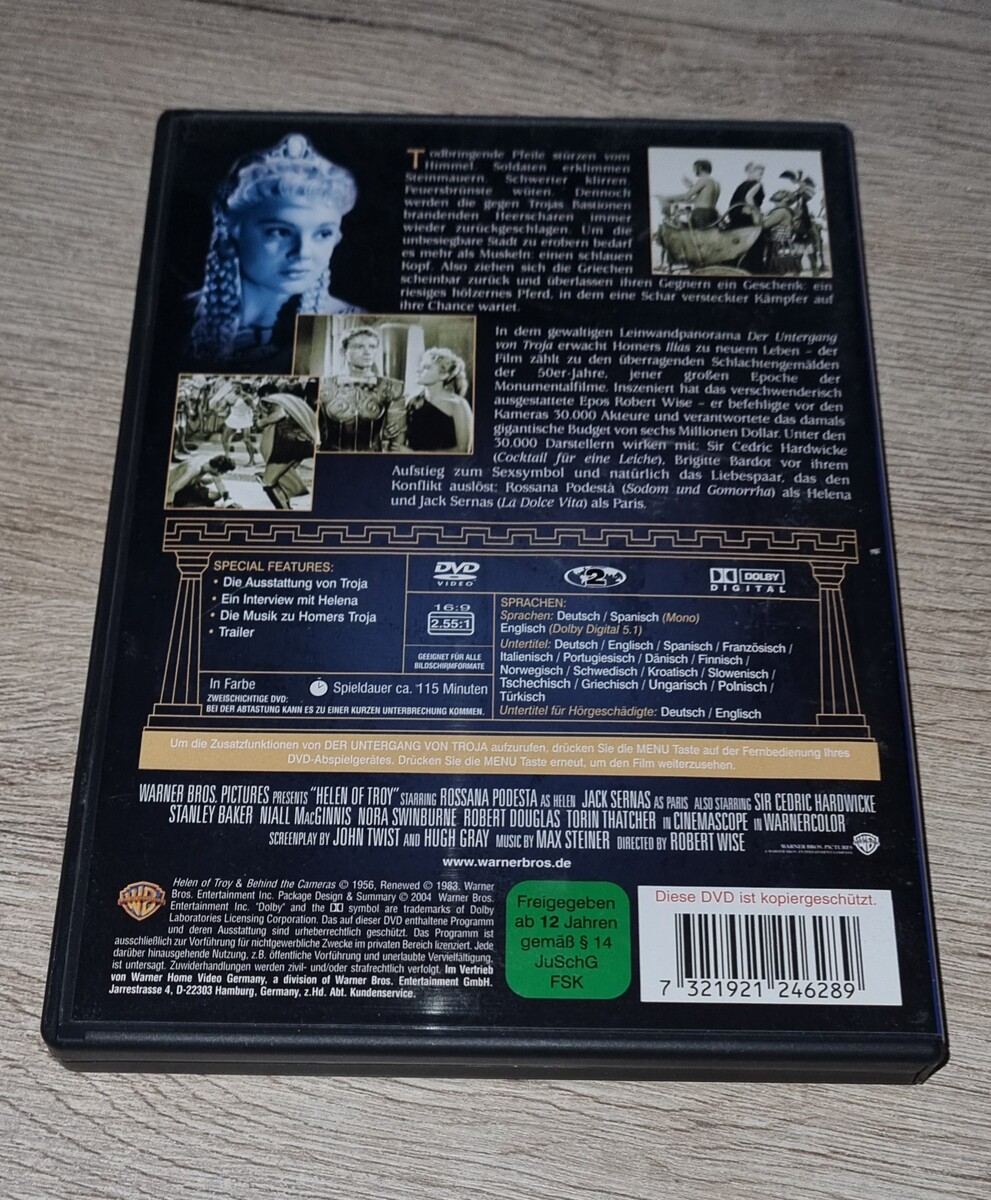 Todbringende Pfeile stürzen vom
Himmel. Soldaten erklimmen
Steinmauern. Schwerter klirren.
Feuersbrünste wüten. Dennoch
werden die gegen Trojas Bastionen
brandenden Heerscharen immer
wieder zurückgeschlagen. Um die
unbesiegbare Stadt zu erobern bedarf
es mehr als Muskeln: einen schlauen
Kopf. Also ziehen sich die Griechen
scheinbar zurück und überlassen ihren Gegnern ein Geschenk: ein
riesiges hölzernes Pferd, in dem eine Schar versteckter Kämpfer auf
ihre Chance wartet.
In dem gewaltigen Leinwandpanorama Der Untergang
von Troja erwacht Homers Ilias zu neuem Leben – der
Film zählt zu den überragenden Schlachtengemälden
der 50er-Jahre, jener großen Epoche der
Monumentalfilme. Inszeniert hat das verschwenderisch
ausgestattete Epos Robert Wise – er befehligte vor den
Kameras 30.000 Akteure und verantwortete das damals
gigantische Budget von sechs Millionen Dollar. Unter den
30.000 Darstellern wirken mit: Sir Cedric Hardwicke
(Cocktail für eine Leiche), Brigitte Bardot vor ihrem
Aufstieg zum Sexsymbol und natürlich das Liebespaar, das den
Konflikt auslöst: Rossana Podestà (Sodom und Gomorrha) als Helena
und Jack Sernas (La Dolce Vita) als Paris.
SPECIAL FEATURES:
• Die Ausstattung von Troja
• Ein Interview mit Helena
• Die Musik zu Homers Troja
• Trailer
In Farbe
Spieldauer ca. 115 Minuten
ZWEISCHICHTIGE DVD:
BEI DER ABTASTUNG KANN ES ZU EINER KURZEN UNTERBRECHUNG KOMMEN.
DVD
VIDEO
2
DOLBY
DIGITAL
16:9
2.55:1
GEEIGNET FÜR ALLE
BILDSCHIRMFORMATE
SPRACHEN:
Sprachen: Deutsch / Spanisch (Mono)
Englisch (Dolby Digital 5.1)
Untertitel: Deutsch / Englisch / Spanisch / Französisch /
Italienisch / Portugiesisch / Dänisch / Finnisch /
Norwegisch / Schwedisch / Kroatisch / Slowenisch /
Tschechisch / Griechisch / Ungarisch / Polnisch /
Türkisch
Untertitel für Hörgeschädigte: Deutsch / Englisch
Um die Zusatzfunktionen von DER UNTERGANG VON TROJA aufzurufen, drücken Sie die MENU Taste auf der Fernbedienung Ihres
DVD-Abspielgerätes. Drücken Sie die MENU Taste erneut, um den Film weiterzusehen.
WARNER BROS. PICTURES PRESENTS "HELEN OF TROY" STARRING ROSSANA PODESTA AS HELEN JACK SERNAS AS PARIS ALSO STARRING SIR CEDRIC HARDWICKE
STANLEY BAKER NIALL MacGINNIS NORA SWINBURNE ROBERT DOUGLAS TORIN THATCHER IN CINEMASCOPE IN WARNERCOLOR
SCREENPLAY BY JOHN TWIST AND HUGH GRAY MUSIC BY MAX STEINER DIRECTED BY ROBERT WISE
WARNER BROS. PICTURES
www.warnerbros.de
Helen of Troy & Behind the Cameras © 1956, Renewed © 1983. Warner
Bros. Entertainment Inc. Package Design & Summary © 2004 Warner Bros.
Entertainment Inc. "Dolby" and the symbol are trademarks of Dolby
Laboratories Licensing Corporation. Das auf dieser DVD enthaltene Programm
und deren Ausstattung sind urheberrechtlich geschützt. Das Programm ist
ausschließlich zur Vorführung für nichtgewerbliche Zwecke im privaten Bereich lizenziert. Jede
darüber hinausgehende Nutzung, z.B. öffentliche Vorführung und unerlaubte Vervielfältigung,
ist untersagt. Zuwiderhandlungen werden zivil- und/oder strafrechtlich verfolgt. Im Vertrieb
von Warner Home Video Germany, a division of Warner Bros. Entertainment GmbH.
Jarrestrasse 4, D-22303 Hamburg, Germany, z.Hd. Abt. Kundenservice.
Freigegeben
ab 12 Jahren
gemäß § 14
JuSchG
FSK
Diese DVD ist kopiergeschützt.
7 321921 246289